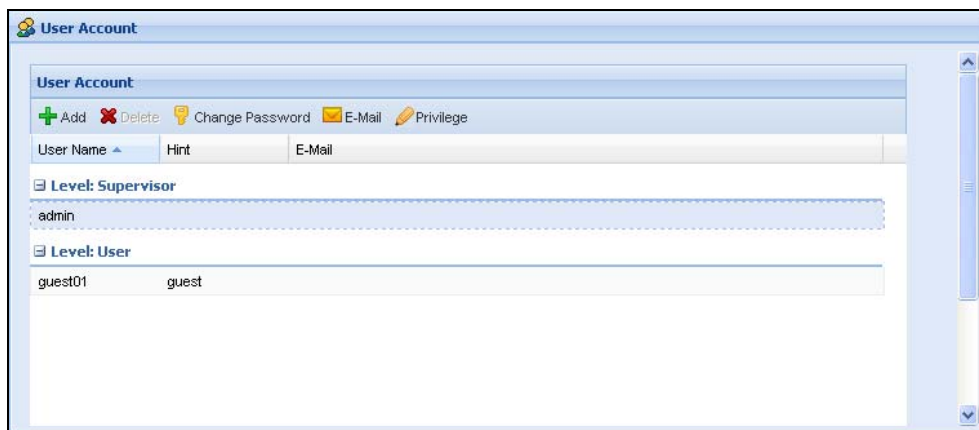 User Account
User Account
Add Delete Change Password E-Mail Privilege
User Name Hint E-Mail
Level: Supervisor
admin
Level: User
guest01 guest